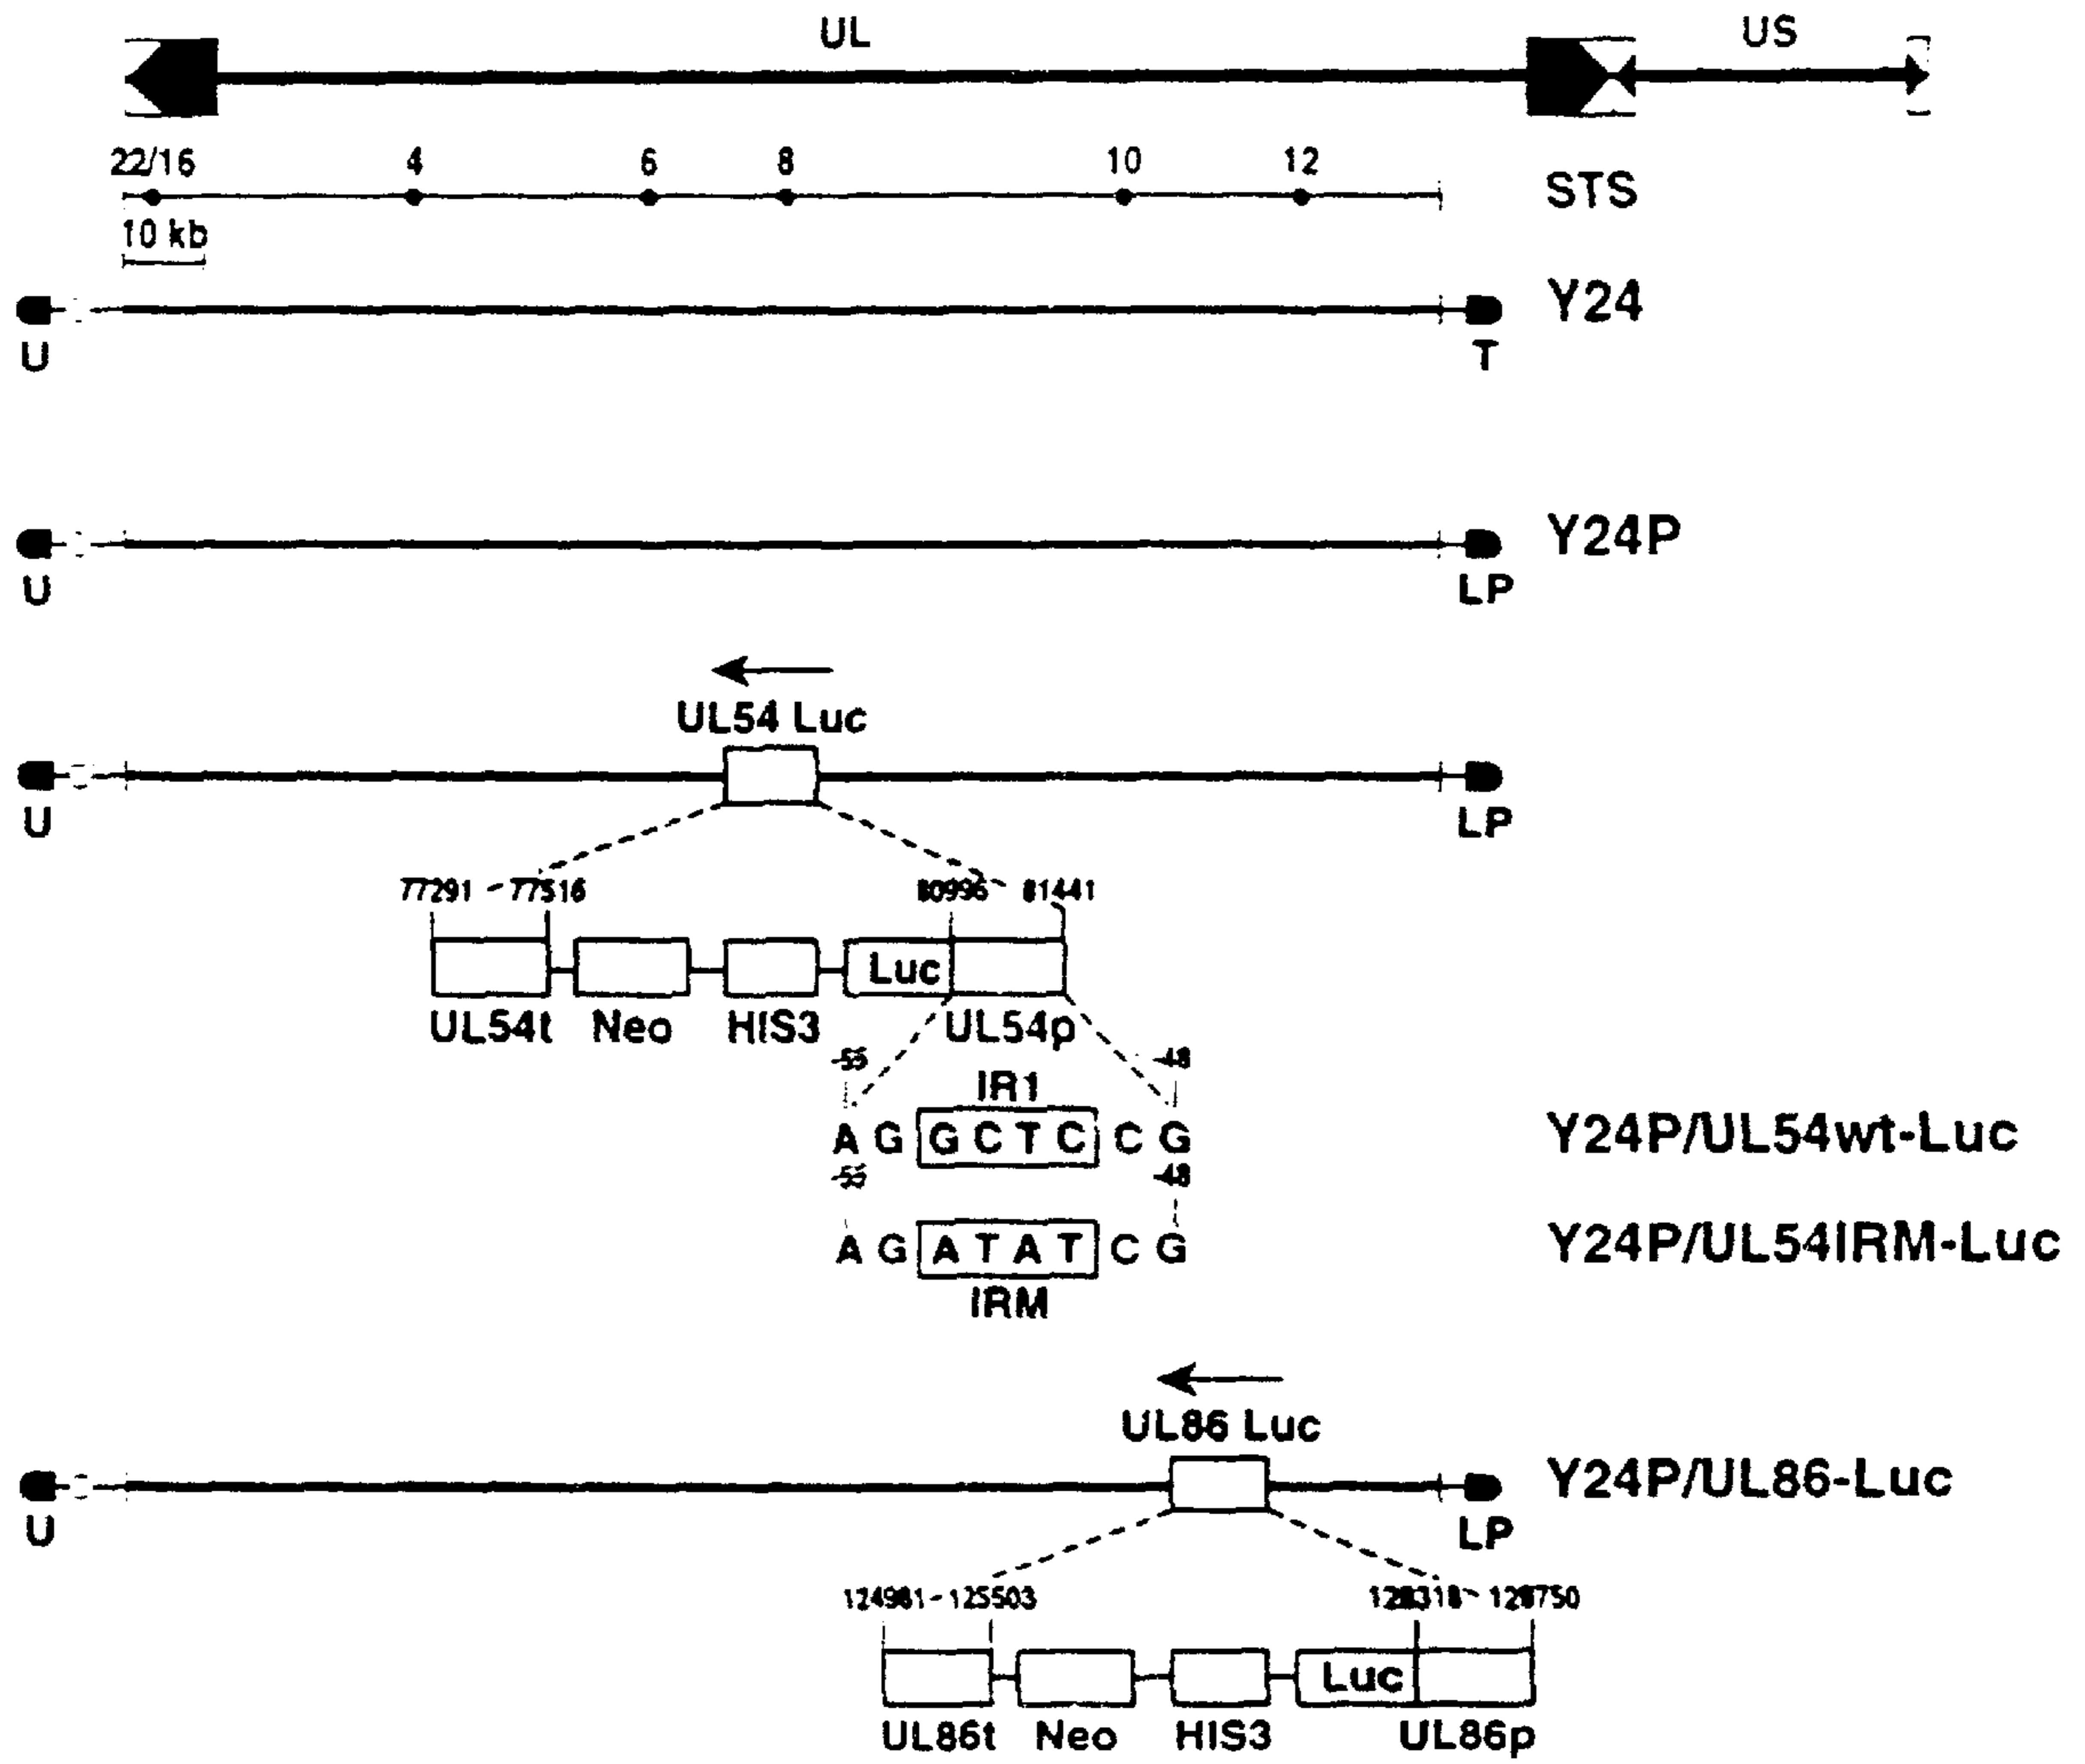 UL US
22/16 4 6 8 10 12 STS
10 kb
Y24
U T
Y24P
U LP
UL54 Luc
U LP
77291 - 77516 80996 - 81441
Luc
UL54t Neo HIS3 UL54p
-55 -48
IR1
A G G C T C C G Y24P/UL54wt-Luc
-55 -48
A G A T A T C G Y24P/UL54IRM-Luc
IRM
UL86 Luc
Y24P/UL86-Luc
U LP
124981 - 125503
Luc
UL86t Neo HIS3 UL86p